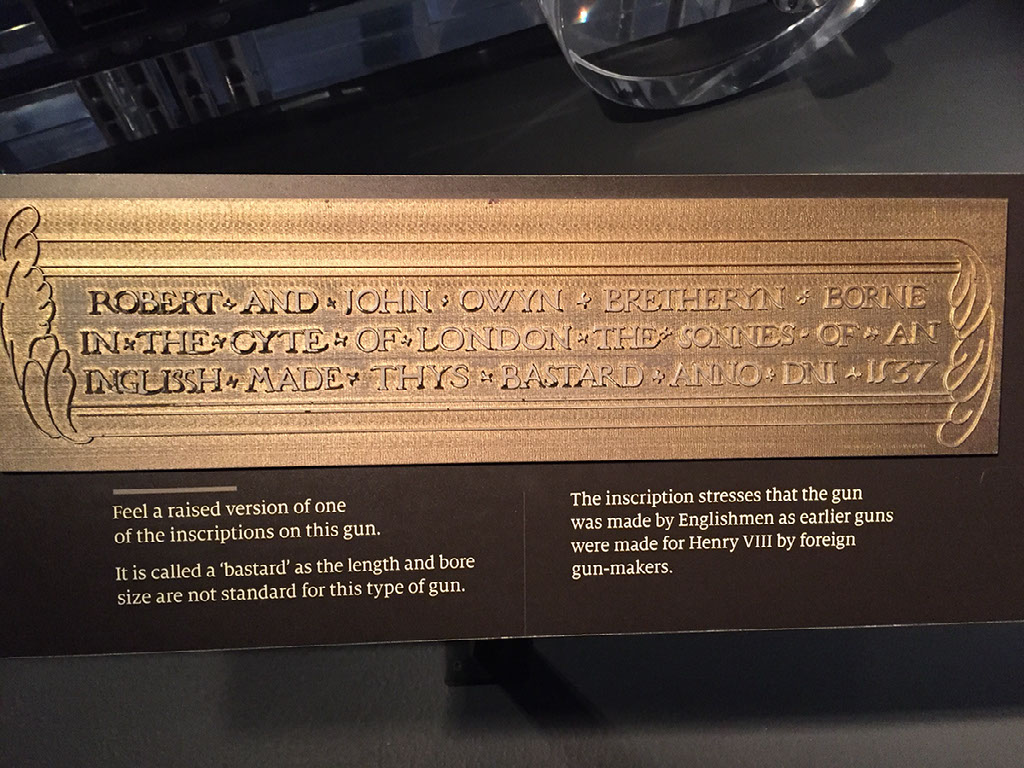 ROBERT AND JOHN OWYN BRETHERYN BORNE
IN THE CYTE OF LONDON THE SONNES OF AN
INGLISSH MADE THYS BASTARD ANNO DNI 1537
Feel a raised version of one
of the inscriptions on this gun.
It is called a ‘bastard’ as the length and bore
size are not standard for this type of gun.
The inscription stresses that the gun
was made by Englishmen as earlier guns
were made for Henry VIII by foreign
gun-makers.